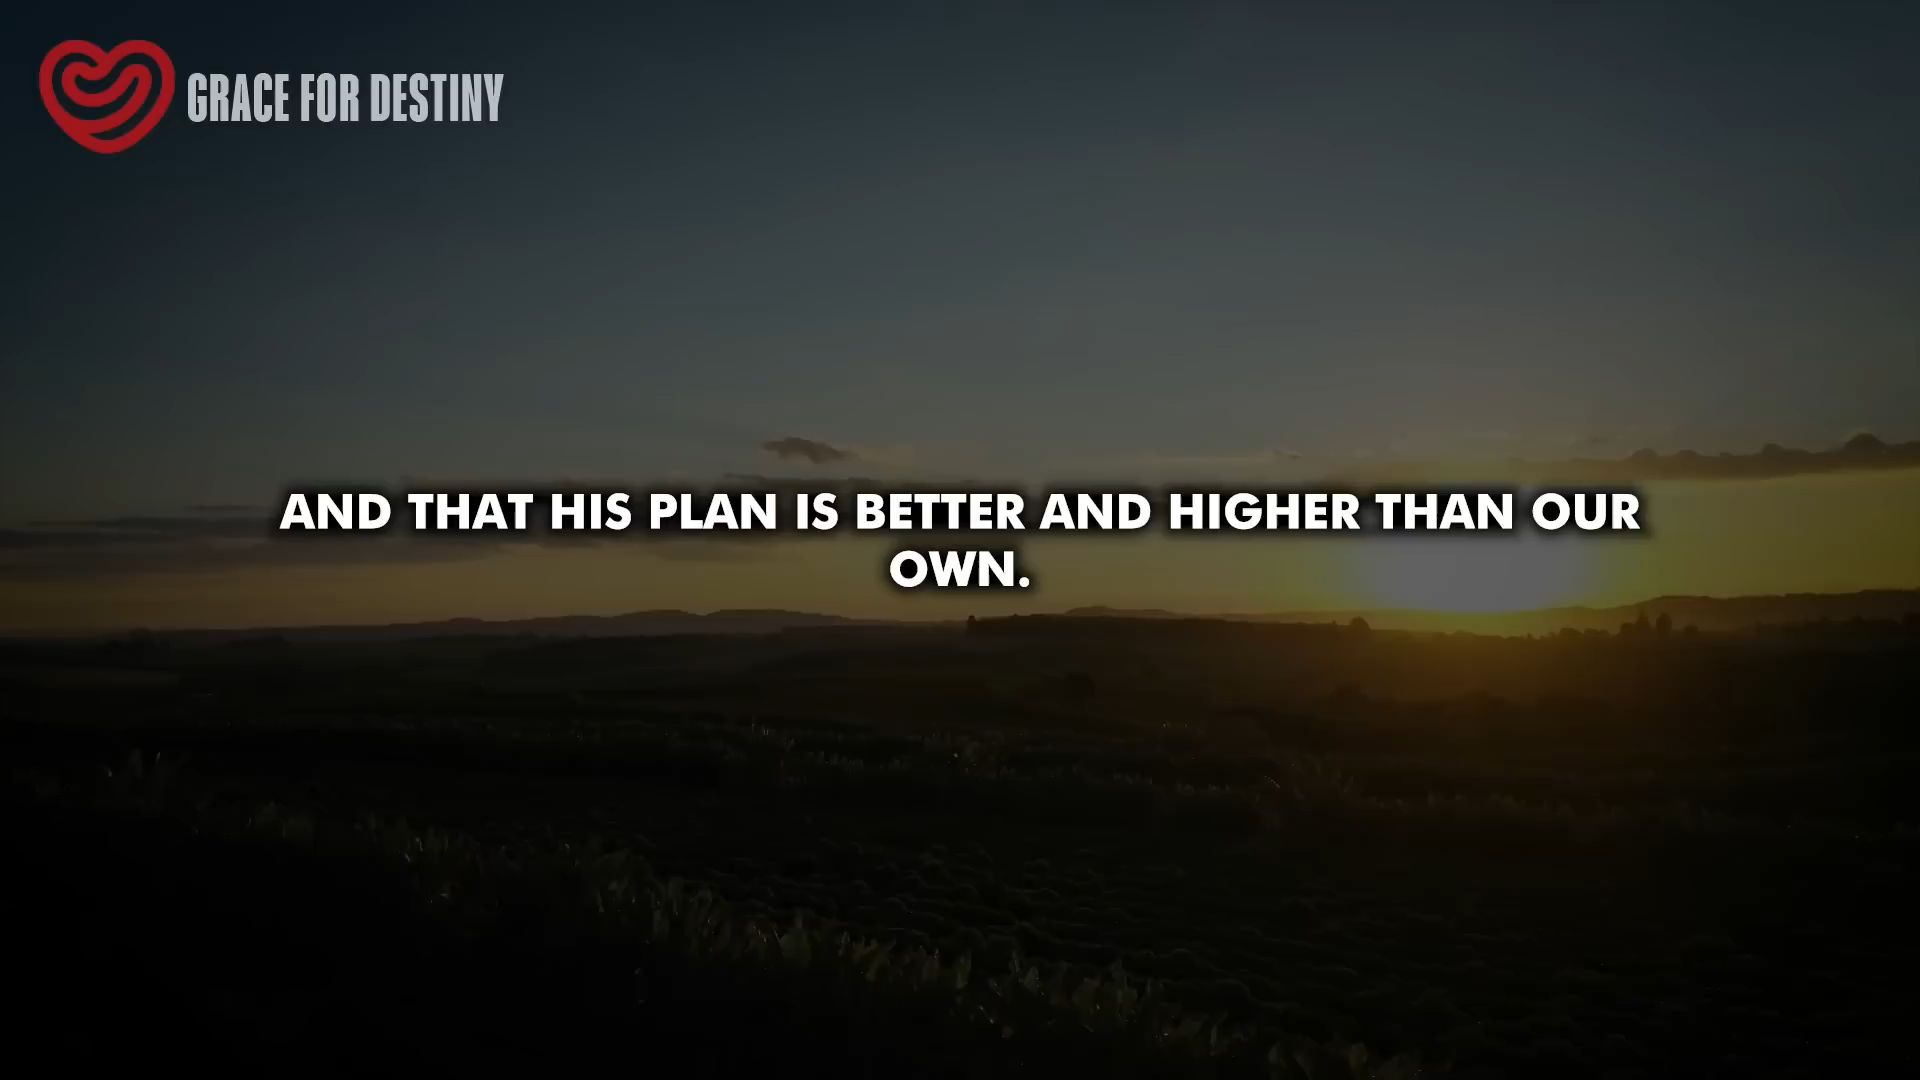 GRACE FOR DESTINY
AND THAT HIS PLAN IS BETTER AND HIGHER THAN OUR
OWN.